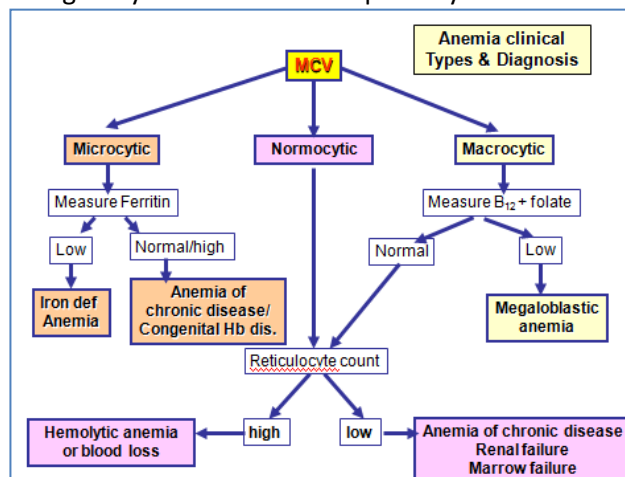 Anemia clinical
Types & Diagnosis
MCV
Microcytic
Normocytic
Macrocytic
Measure Ferritin
Measure B12 + folate
Low
Normal/high
Normal
Low
Iron def
Anemia
Anemia of
chronic disease/
Congenital Hb dis.
Megaloblastic
anemia
Reticulocyte count
Hemolytic anemia
or blood loss
high
low
Anemia of chronic disease
Renal failure
Marrow failure